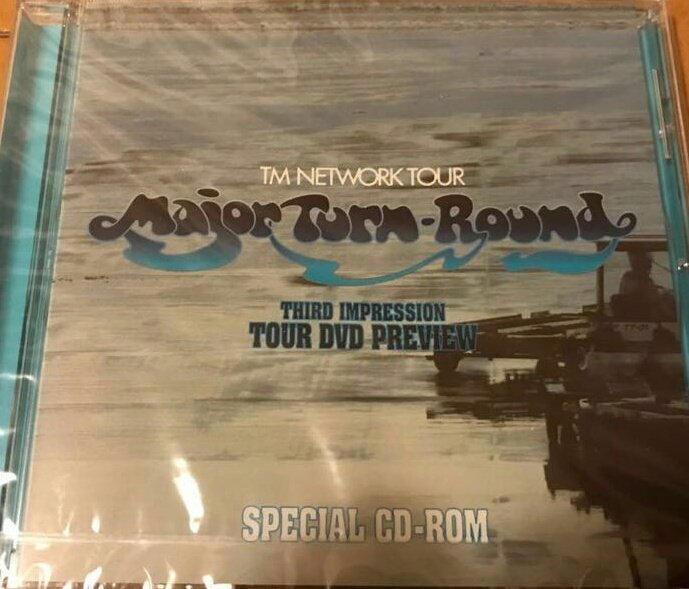 TM NETWORK TOUR
Major Turn-Round
THIRD IMPRESSION
TOUR DVD PREVIEW
SPECIAL CD-ROM